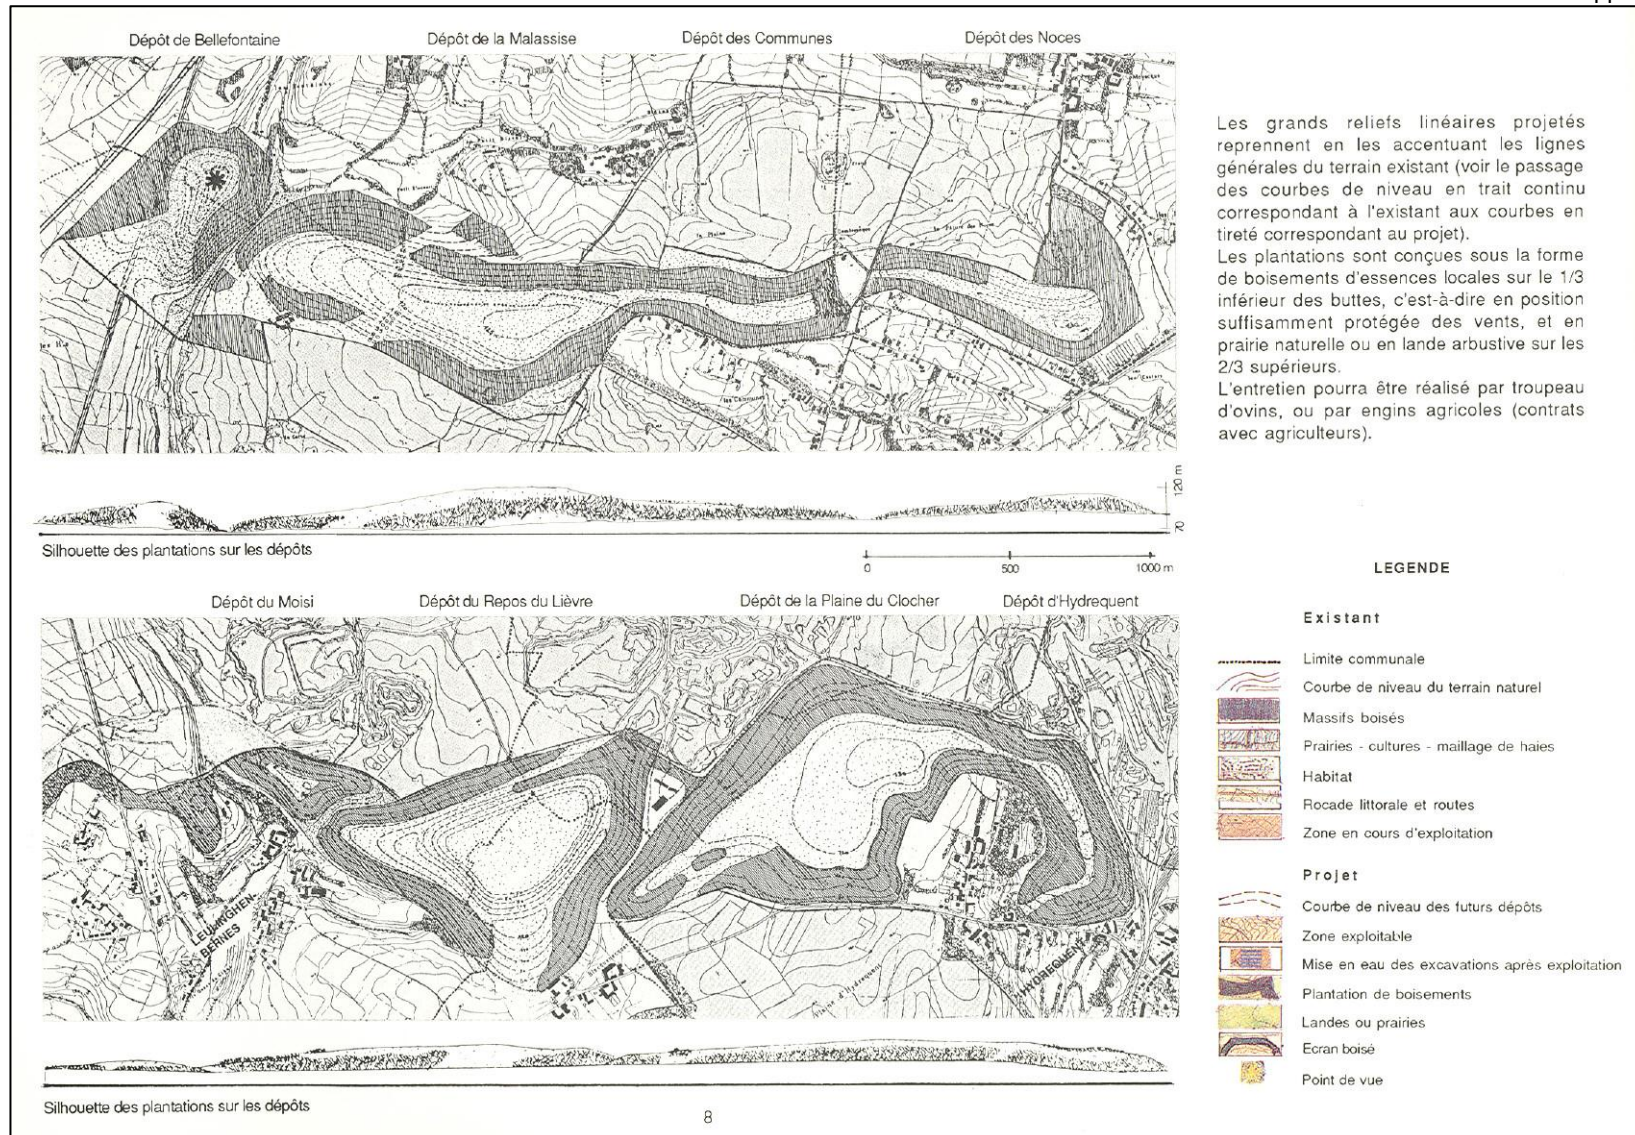 Dépôt de Bellefontaine
Dépôt de la Malassise
Dépôt des Communes
Dépôt des Noces
Les grands reliefs linéaires projetés
reprennent en les accentuant les lignes
générales du terrain existant (voir le passage
des courbes de niveau en trait continu
correspondant à l'existant aux courbes en
tireté correspondant au projet).
Les plantations sont conçues sous la forme
de boisements d'essences locales sur le 1/3
inférieur des buttes, c'est-à-dire en position
suffisamment protégée des vents, et en
prairie naturelle ou en lande arbustive sur les
2/3 supérieurs.
L'entretien pourra être réalisé par troupeau
d'ovins, ou par engins agricoles (contrats
avec agriculteurs).
120 m
70
Silhouette des plantations sur les dépôts
0 500 1000 m
Dépôt du Moisi
Dépôt du Repos du Lièvre
Dépôt de la Plaine du Clocher
Dépôt d'Hydrequent
LEULINGHEN
BERNES
HYDREQUENT
Silhouette des plantations sur les dépôts
LEGENDE
Existant
Limite communale
Courbe de niveau du terrain naturel
Massifs boisés
Prairies - cultures - maillage de haies
Habitat
Rocade littorale et routes
Zone en cours d'exploitation
Projet
Courbe de niveau des futurs dépôts
Zone exploitable
Mise en eau des excavations après exploitation
Plantation de boisements
Landes ou prairies
Ecran boisé
Point de vue
8